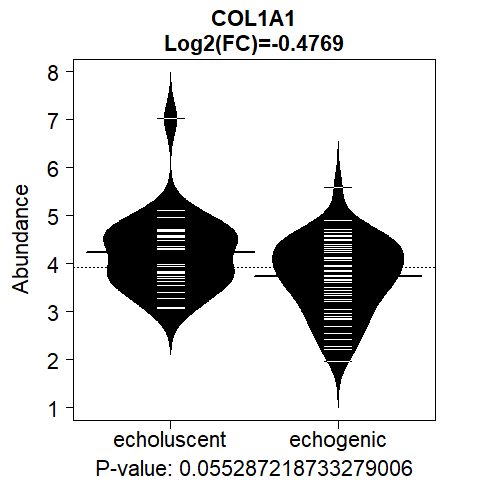 COL1A1
Log2(FC)=-0.4769
Abundance
8
7
6
5
4
3
2
1
echoluscent echogenic
P-value: 0.055287218733279006